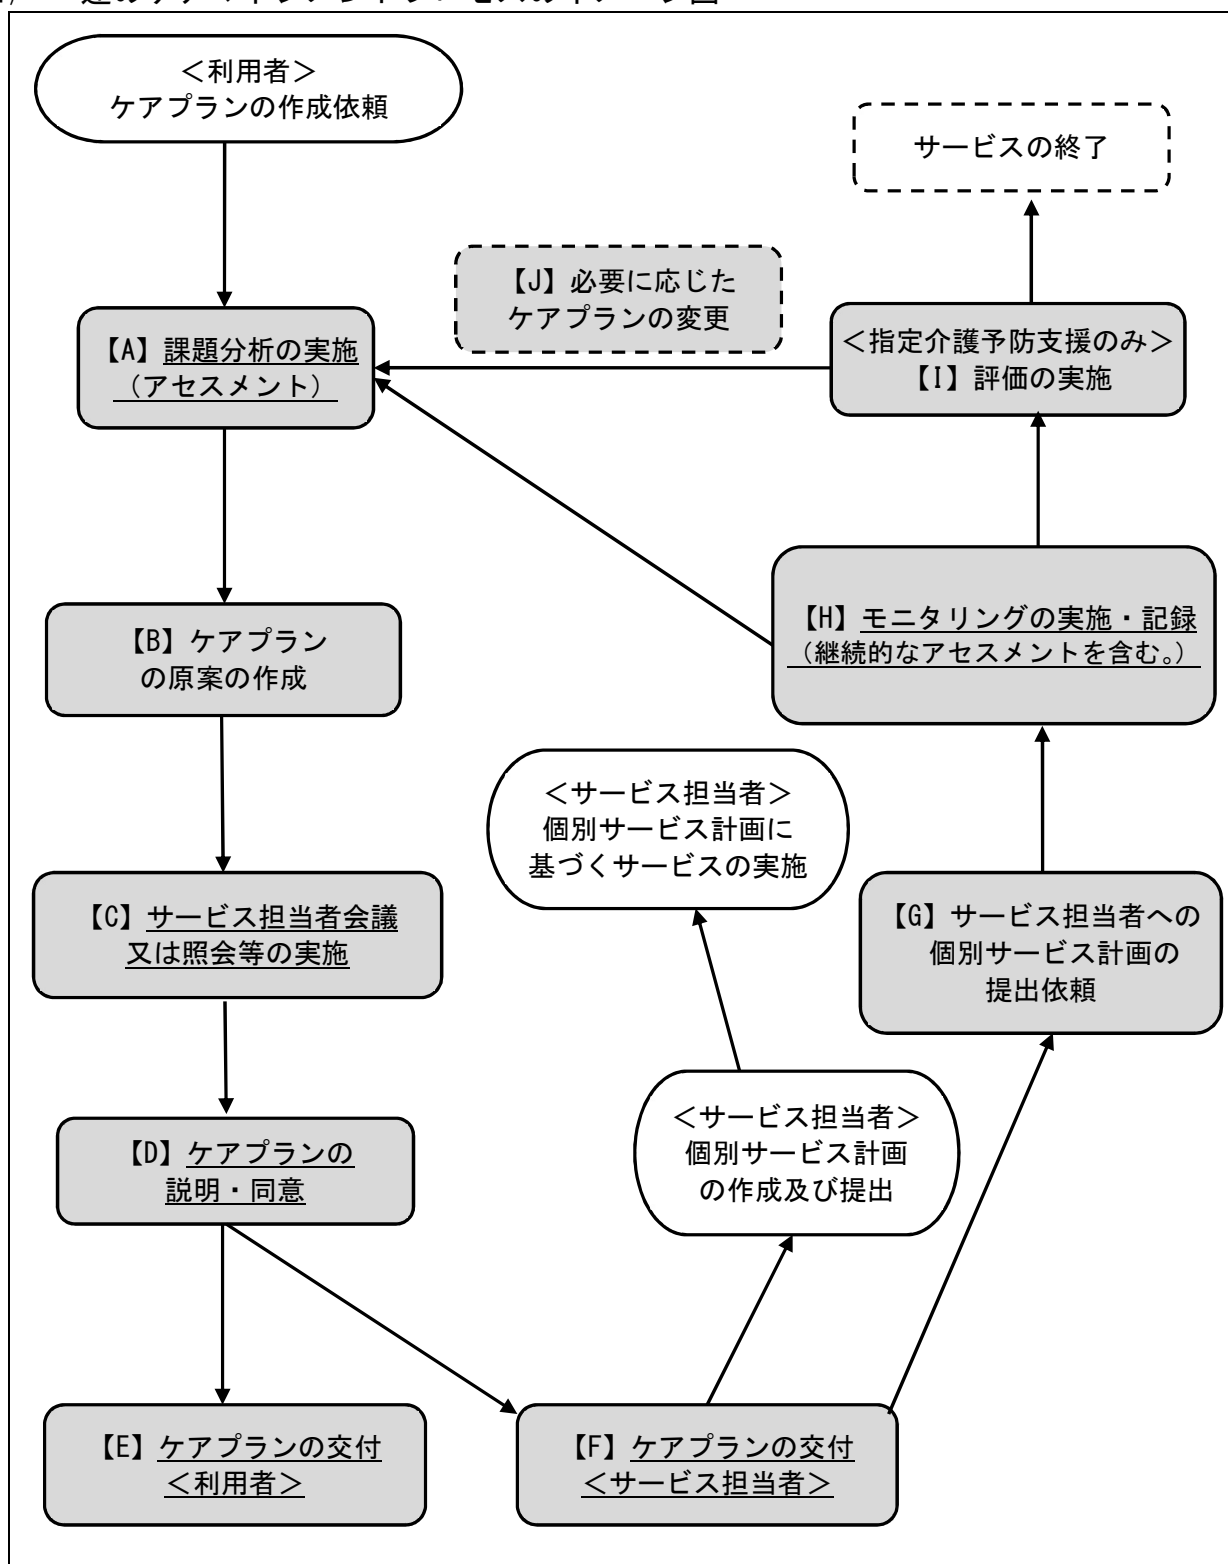 ＜利用者＞
ケアプランの作成依頼
サービスの終了
【J】必要に応じた
ケアプランの変更
【A】課題分析の実施
（アセスメント）
＜指定介護予防支援のみ＞
【I】評価の実施
【B】ケアプラン
の原案の作成
【H】モニタリングの実施・記録
（継続的なアセスメントを含む。）
＜サービス担当者＞
個別サービス計画に
基づくサービスの実施
【C】サービス担当者会議
又は照会等の実施
【G】サービス担当者への
個別サービス計画の
提出依頼
【D】ケアプランの
説明・同意
＜サービス担当者＞
個別サービス計画
の作成及び提出
【E】ケアプランの交付
＜利用者＞
【F】ケアプランの交付
＜サービス担当者＞